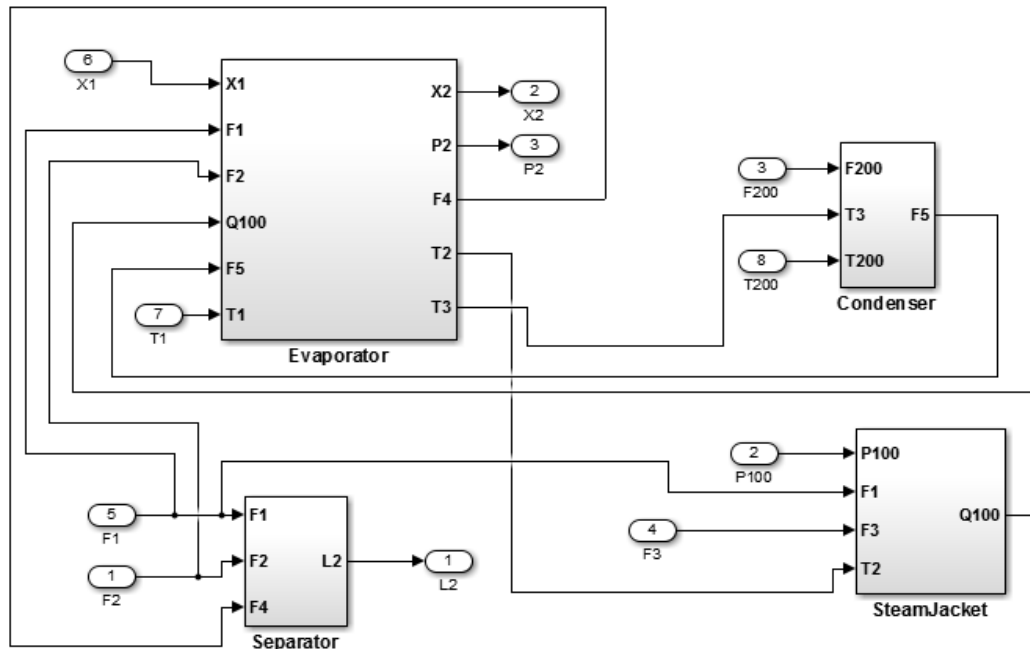 6
X1
X1
F1
F2
Q100
F5
T1
X2
P2
F4
T2
T3
Evaporator
7
T1
2
X2
3
P2
3
F200
8
T200
F200
T3
T200
F5
Condenser
5
F1
1
F2
F1
F2
F4
L2
Separator
1
L2
2
P100
4
F3
P100
F1
F3
T2
Q100
SteamJacket